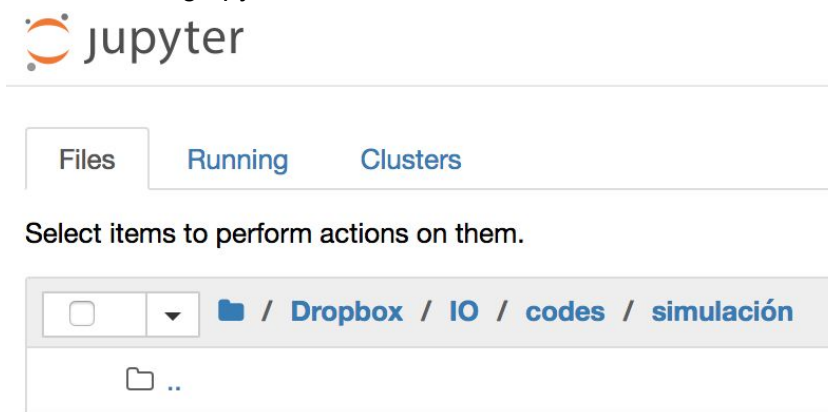 jupyter
Files Running Clusters
Select items to perform actions on them.
/ Dropbox / IO / codes / simulación
..